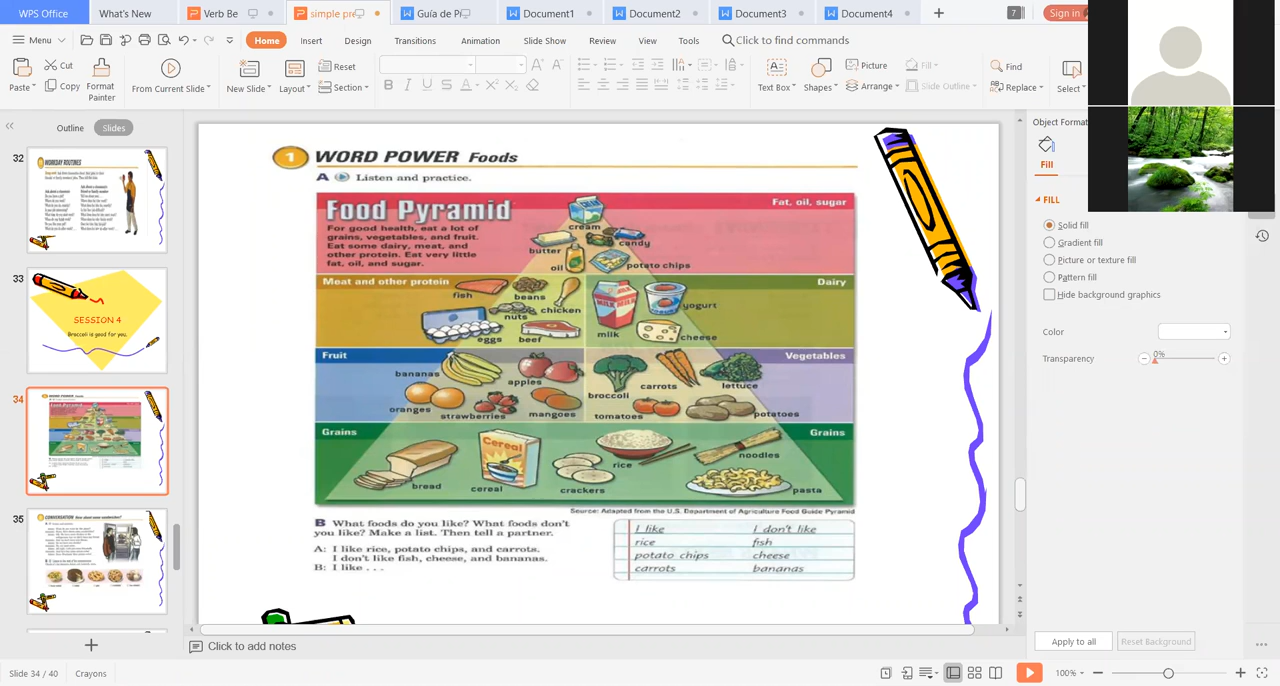 WPS Office
What's New
Verb Be
simple pre
Guía de Pi
Document1
Document2
Document3
Document4
7
Sign in
Menu
Home
Insert
Design
Transitions
Animation
Slide Show
Review
View
Tools
Click to find commands
Paste
Cut
Copy
Format Painter
From Current Slide
New Slide
Layout
Reset
Section
Text Box
Shapes
Picture
Arrange
Fill
Slide Outline
Find
Replace
Select
Outline
Slides
32
WORKDAY ROUTINES
33
SESSION 4
Broccoli is good for you.
34
35
1 WORD POWER Foods
A Listen and practice.
Food Pyramid
For good health, eat a lot of
grains, vegetables, and fruit.
Eat some dairy, meat, and
other protein. Eat very little
fat, oil, and sugar.
Fat, oil, sugar
cream
candy
butter
oil
potato chips
Meat and other protein
Dairy
fish
beans
chicken
nuts
eggs
beef
milk
yogurt
cheese
Fruit
Vegetables
bananas
apples
oranges
strawberries
mangoes
broccoli
carrots
lettuce
tomatoes
potatoes
Grains
Grains
bread
cereal
Cereal
crackers
rice
noodles
pasta
Source: Adapted from the U.S. Department of Agriculture Food Guide Pyramid
B What foods do you like? What foods don't
you like? Make a list. Then tell a partner.
A: I like rice, potato chips, and carrots.
I don't like fish, cheese, and bananas.
B: I like . . .
I like I don't like
rice fish
potato chips cheese
carrots bananas
Object Format
Fill
FILL
Solid fill
Gradient fill
Picture or texture fill
Pattern fill
Hide background graphics
Color
Transparency
0%
Apply to all
Reset Background
Click to add notes
Slide 34 / 40
Crayons
100%